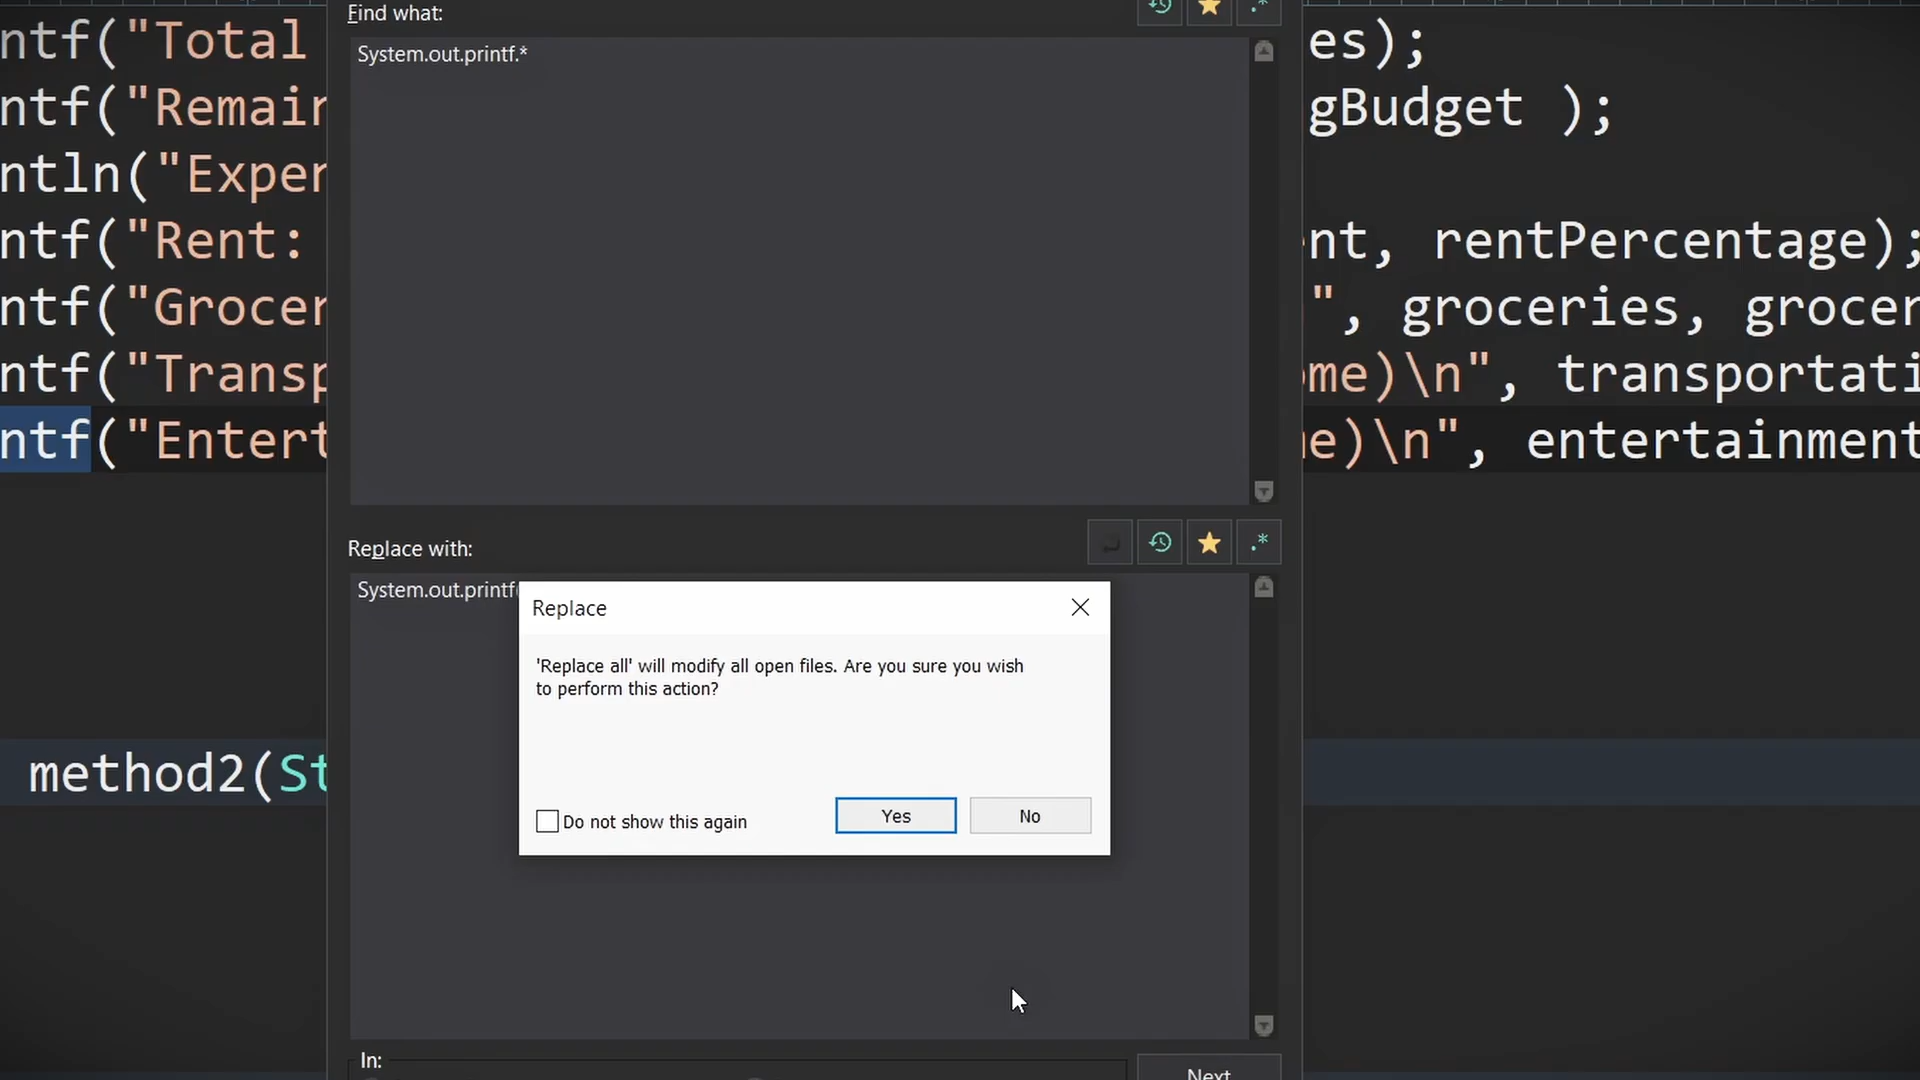 Find what:
System.out.printf.*
ntf("Total
ntf("Remain
ntln("Exper
ntf("Rent:
ntf("Grocer
ntf("Transp
ntf("Entert
es);
gBudget );
nt, rentPercentage);
", groceries, grocer
ome)\n", transportati
me)\n", entertainment
Replace with:
System.out.printf
Replace
'Replace all' will modify all open files. Are you sure you wish
to perform this action?
Do not show this again
Yes
No
method2(St
In:
Next